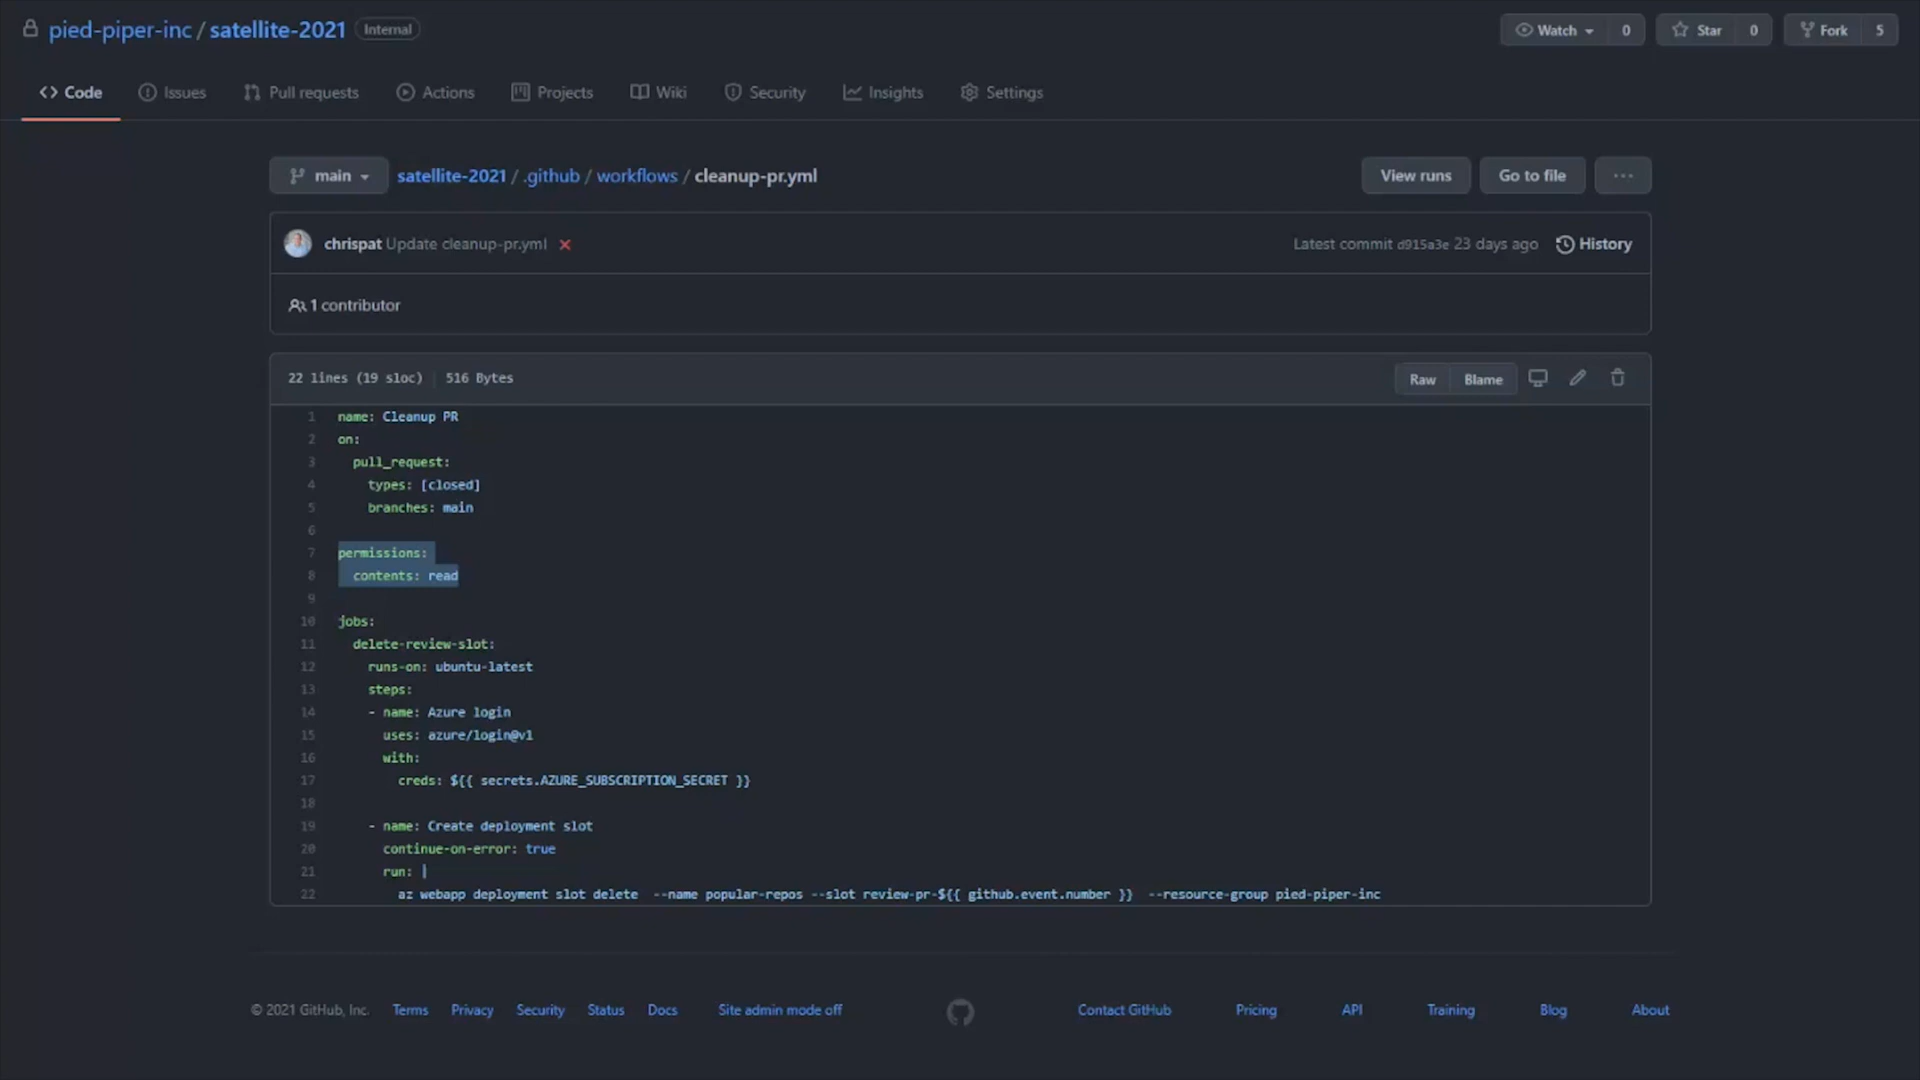 pied-piper-inc / satellite-2021 Internal
Watch 0 Star 0 Fork 5
Code Issues Pull requests Actions Projects Wiki Security Insights Settings
main satellite-2021 / .github / workflows / cleanup-pr.yml
View runs Go to file ...
chrispat Update cleanup-pr.yml
Latest commit d915a3e 23 days ago History
1 contributor
22 lines (19 sloc) 516 Bytes
Raw Blame
1 name: Cleanup PR
2 on:
3 pull_request:
4 types: [closed]
5 branches: main
6
7 permissions:
8 contents: read
9
10 jobs:
11 delete-review-slot:
12 runs-on: ubuntu-latest
13 steps:
14 - name: Azure login
15 uses: azure/login@v1
16 with:
17 creds: ${{ secrets.AZURE_SUBSCRIPTION_SECRET }}
18
19 - name: Create deployment slot
20 continue-on-error: true
21 run: |
22 az webapp deployment slot delete --name popular-repos --slot review-pr-${{ github.event.number }} --resource-group pied-piper-inc
© 2021 GitHub, Inc. Terms Privacy Security Status Docs Site admin mode off Contact GitHub Pricing API Training Blog About